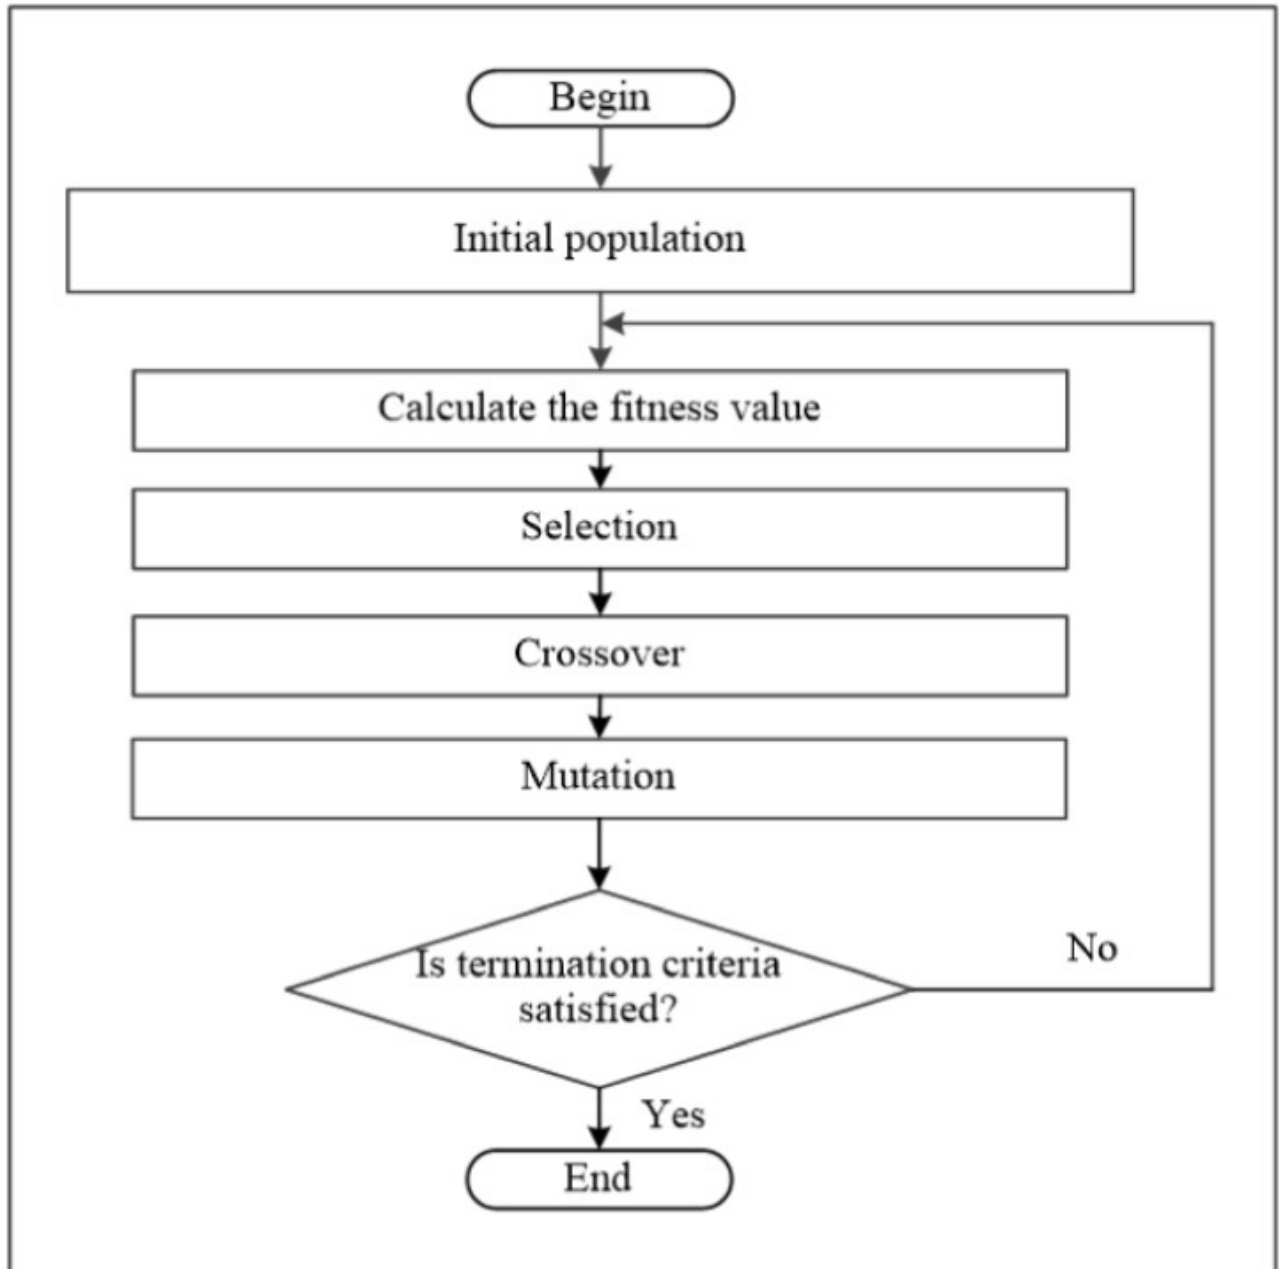 Begin
Initial population
Calculate the fitness value
Selection
Crossover
Mutation
Is termination criteria
satisfied?
No
Yes
End